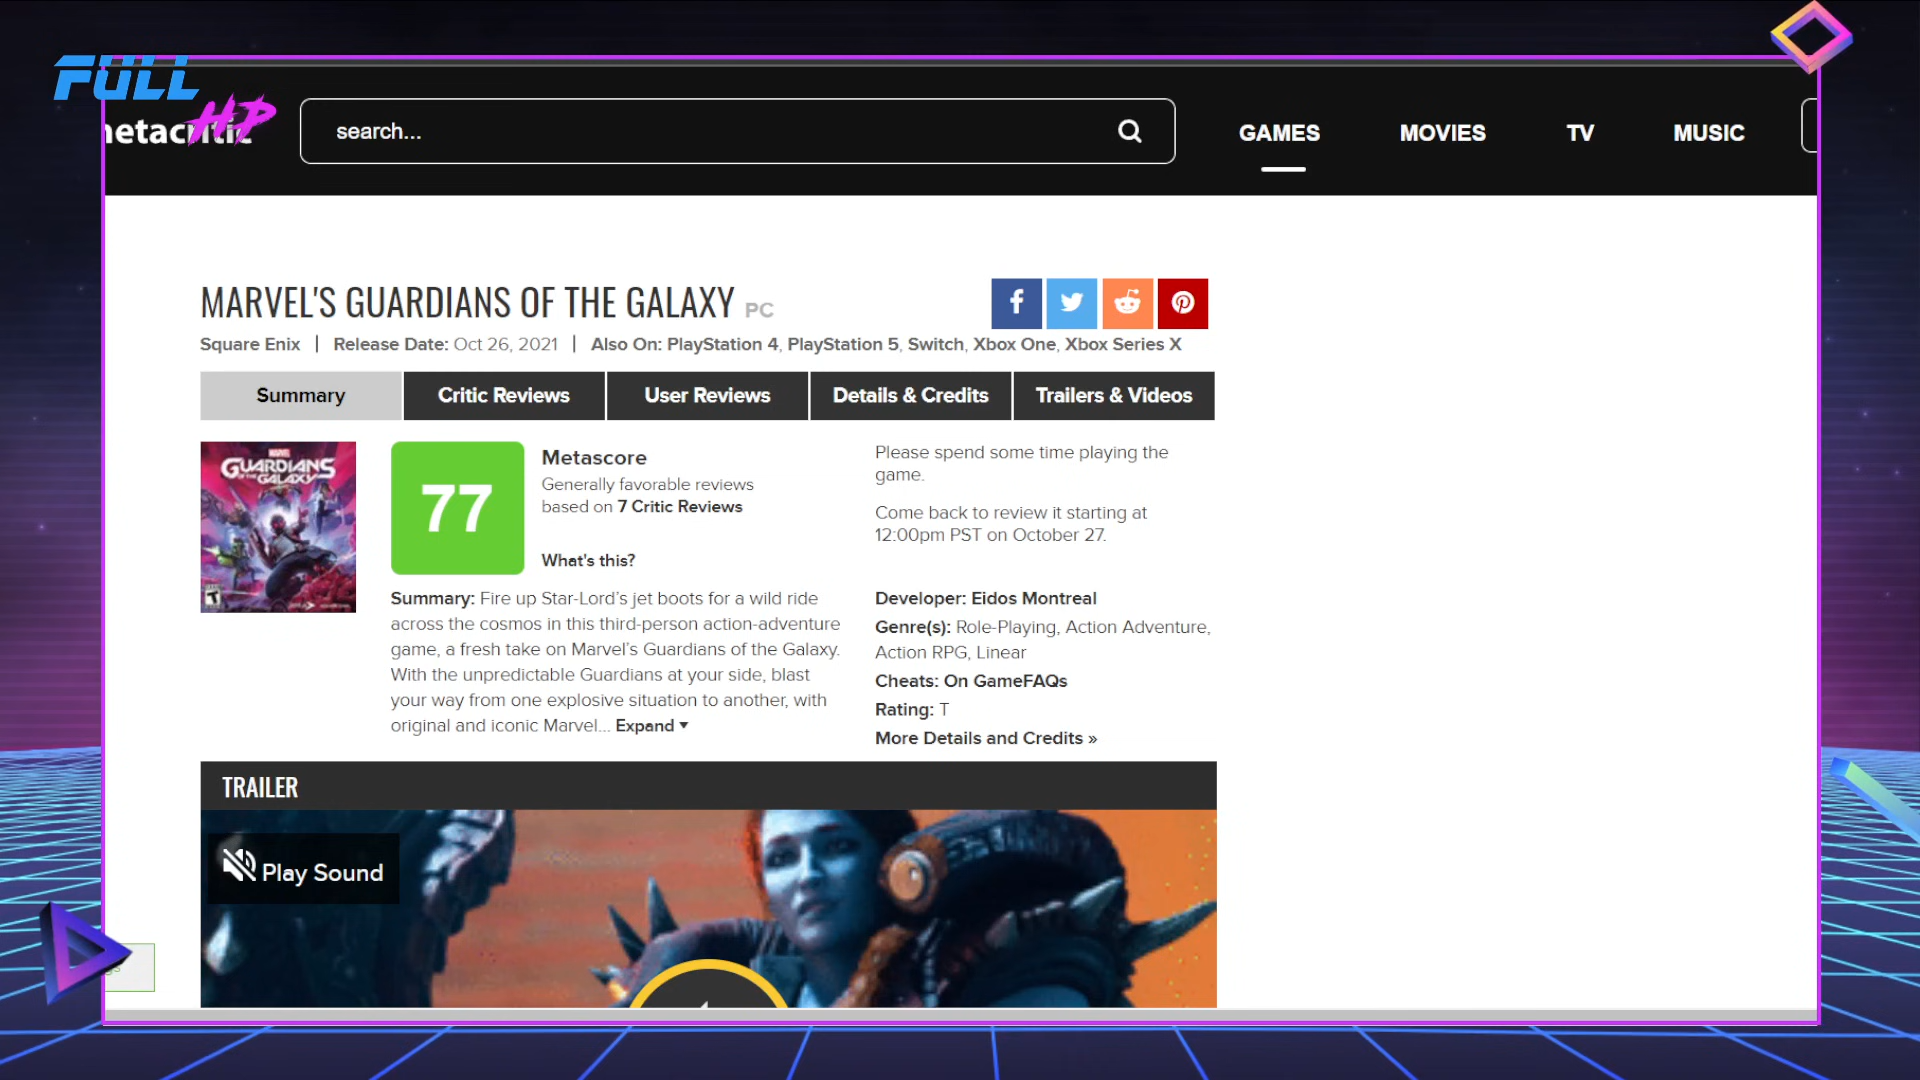 FULL
HP
metacritic
search...
GAMES
MOVIES
TV
MUSIC
MARVEL'S GUARDIANS OF THE GALAXY PC
Square Enix | Release Date: Oct 26, 2021 | Also On: PlayStation 4, PlayStation 5, Switch, Xbox One, Xbox Series X
Summary
Critic Reviews
User Reviews
Details & Credits
Trailers & Videos
MARVEL
GUARDIANS
OF THE GALAXY
T
77
Metascore
Generally favorable reviews
based on 7 Critic Reviews
What's this?
Please spend some time playing the
game.
Come back to review it starting at
12:00pm PST on October 27.
Summary: Fire up Star-Lord’s jet boots for a wild ride
across the cosmos in this third-person action-adventure
game, a fresh take on Marvel’s Guardians of the Galaxy.
With the unpredictable Guardians at your side, blast
your way from one explosive situation to another, with
original and iconic Marvel... Expand ▼
Developer: Eidos Montreal
Genre(s): Role-Playing, Action Adventure,
Action RPG, Linear
Cheats: On GameFAQs
Rating: T
More Details and Credits »
TRAILER
Play Sound